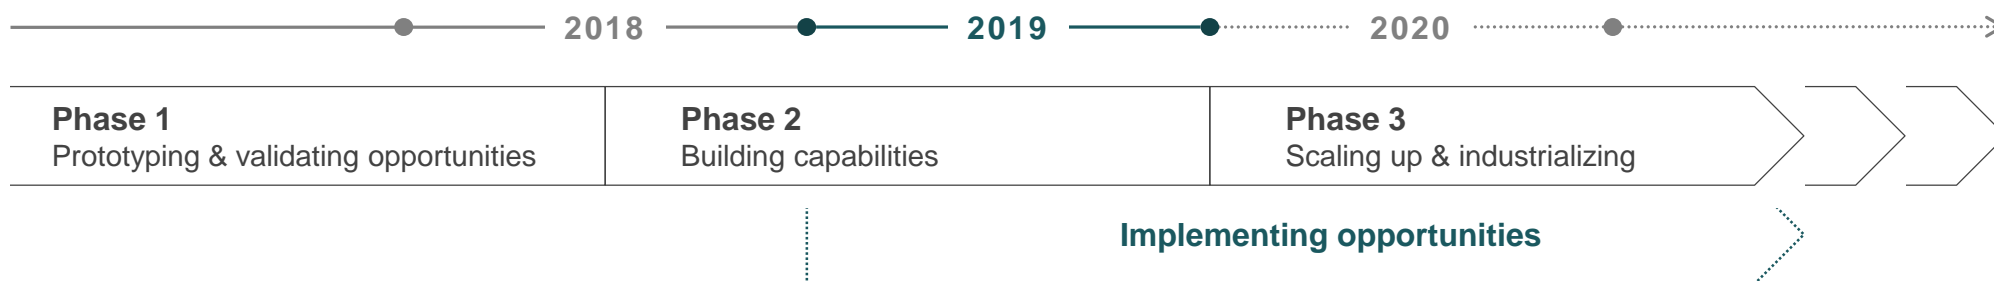 2018
2019
2020
Phase 1
Prototyping & validating opportunities
Phase 2
Building capabilities
Phase 3
Scaling up & industrializing
Implementing opportunities